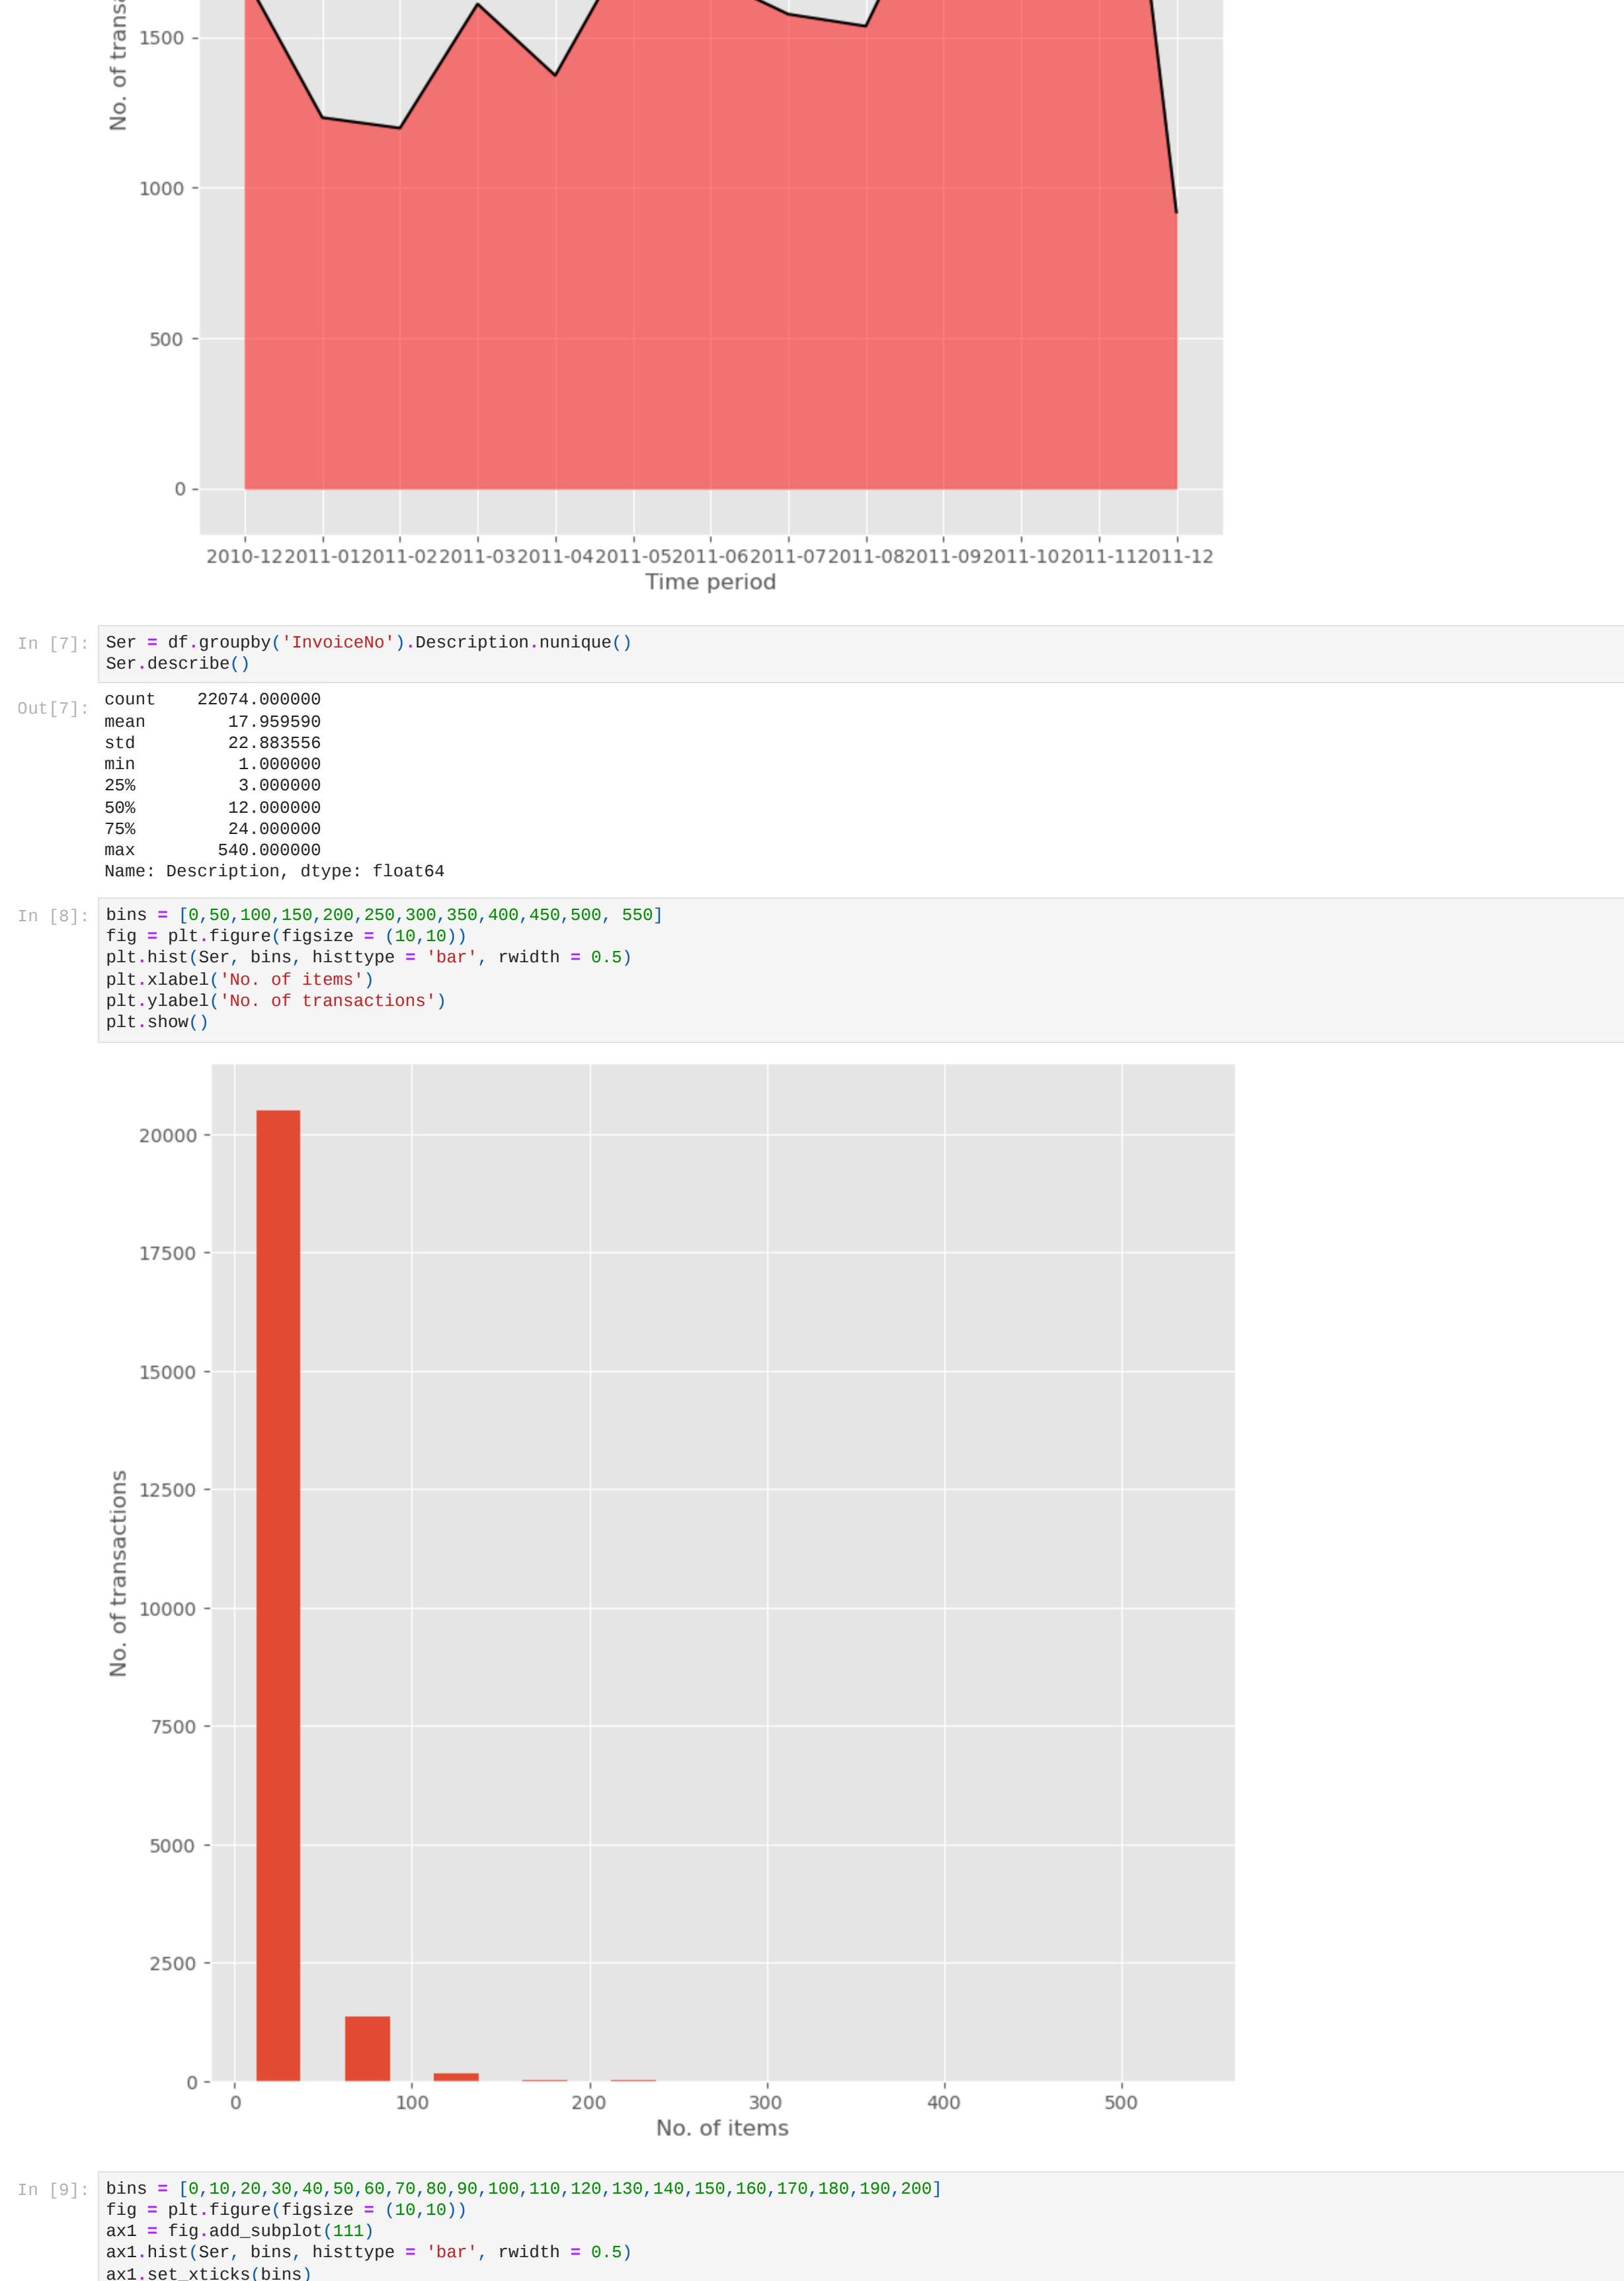 No. of transa
1500
1000
500
0
2010-12 2011-01 2011-02 2011-03 2011-04 2011-05 2011-06 2011-07 2011-08 2011-09 2011-10 2011-11 2011-12
Time period
In [7]: Ser = df.groupby('InvoiceNo').Description.nunique()
Ser.describe()
Out[7]: count    22074.000000
mean        17.959590
std         22.883556
min          1.000000
25%          3.000000
50%         12.000000
75%         24.000000
max        540.000000
Name: Description, dtype: float64
In [8]: bins = [0,50,100,150,200,250,300,350,400,450,500, 550]
fig = plt.figure(figsize = (10,10))
plt.hist(Ser, bins, histtype = 'bar', rwidth = 0.5)
plt.xlabel('No. of items')
plt.ylabel('No. of transactions')
plt.show()
20000
17500
15000
12500
10000
7500
5000
2500
0
No. of transactions
0 100 200 300 400 500
No. of items
In [9]: bins = [0,10,20,30,40,50,60,70,80,90,100,110,120,130,140,150,160,170,180,190,200]
fig = plt.figure(figsize = (10,10))
ax1 = fig.add_subplot(111)
ax1.hist(Ser, bins, histtype = 'bar', rwidth = 0.5)
ax1.set_xticks(bins)